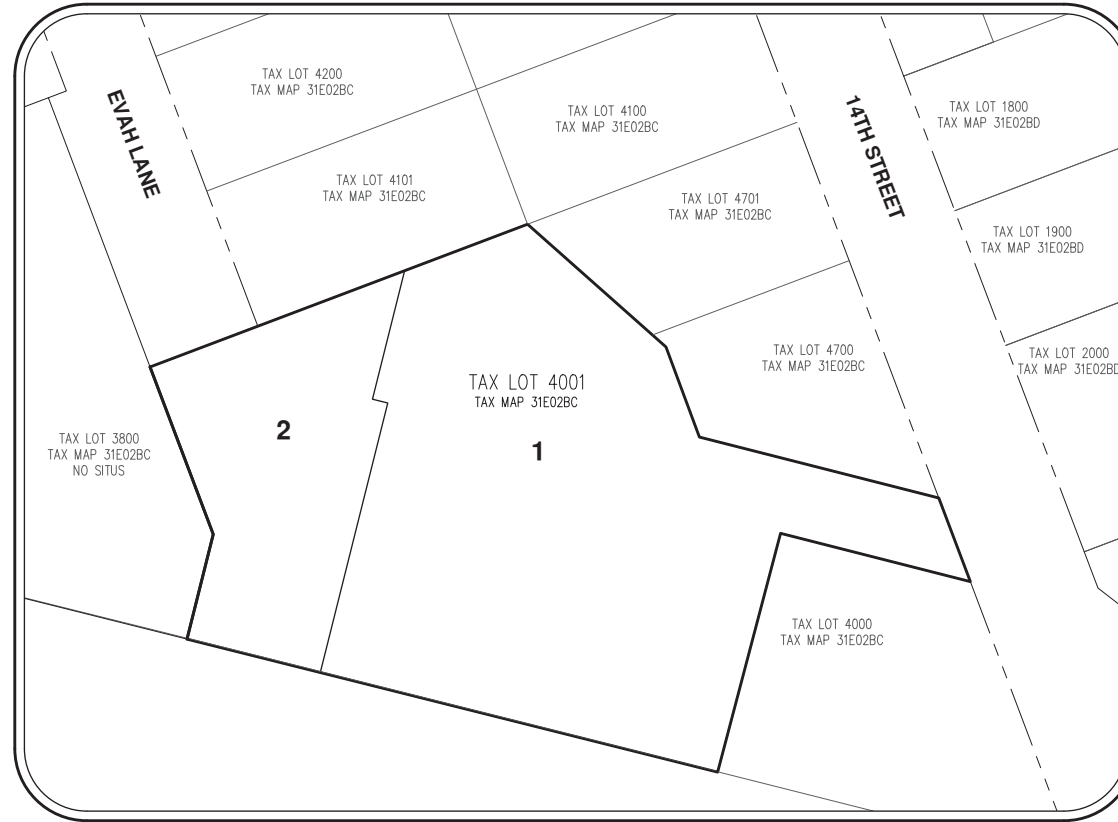 TAX LOT 4200
TAX MAP 31E02BC
EVAH LANE
TAX LOT 4100
TAX MAP 31E02BC
14TH STREET
TAX LOT 1800
TAX MAP 31E02BD
TAX LOT 4101
TAX MAP 31E02BC
TAX LOT 4701
TAX MAP 31E02BC
TAX LOT 1900
TAX MAP 31E02BD
TAX LOT 4700
TAX MAP 31E02BC
TAX LOT 2000
TAX MAP 31E02BD
TAX LOT 4001
TAX MAP 31E02BC
1
2
TAX LOT 3800
TAX MAP 31E02BC
NO SITUS
TAX LOT 4000
TAX MAP 31E02BC